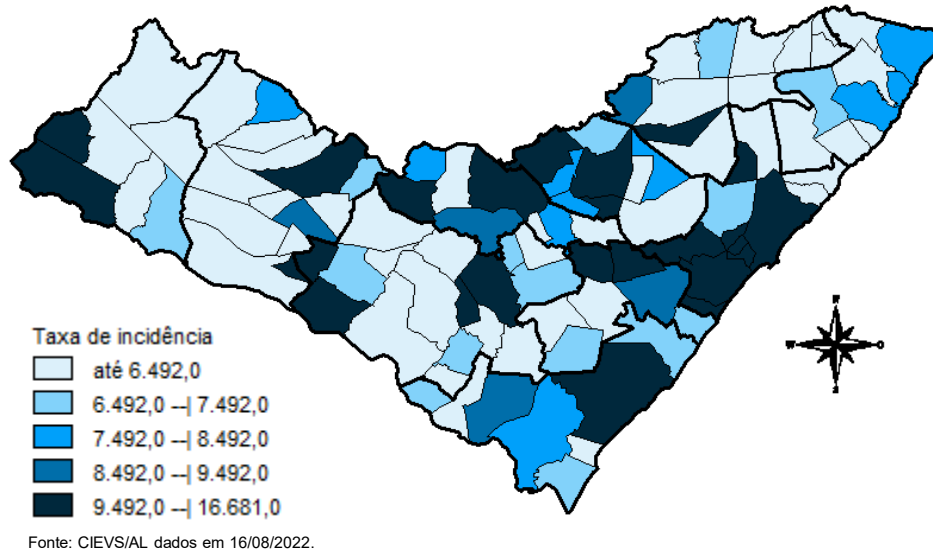 Taxa de incidência
até 6.492,0
6.492,0 --| 7.492,0
7.492,0 --| 8.492,0
8.492,0 --| 9.492,0
9.492,0 --| 16.681,0
Fonte: CIEVS/AL dados em 16/08/2022.